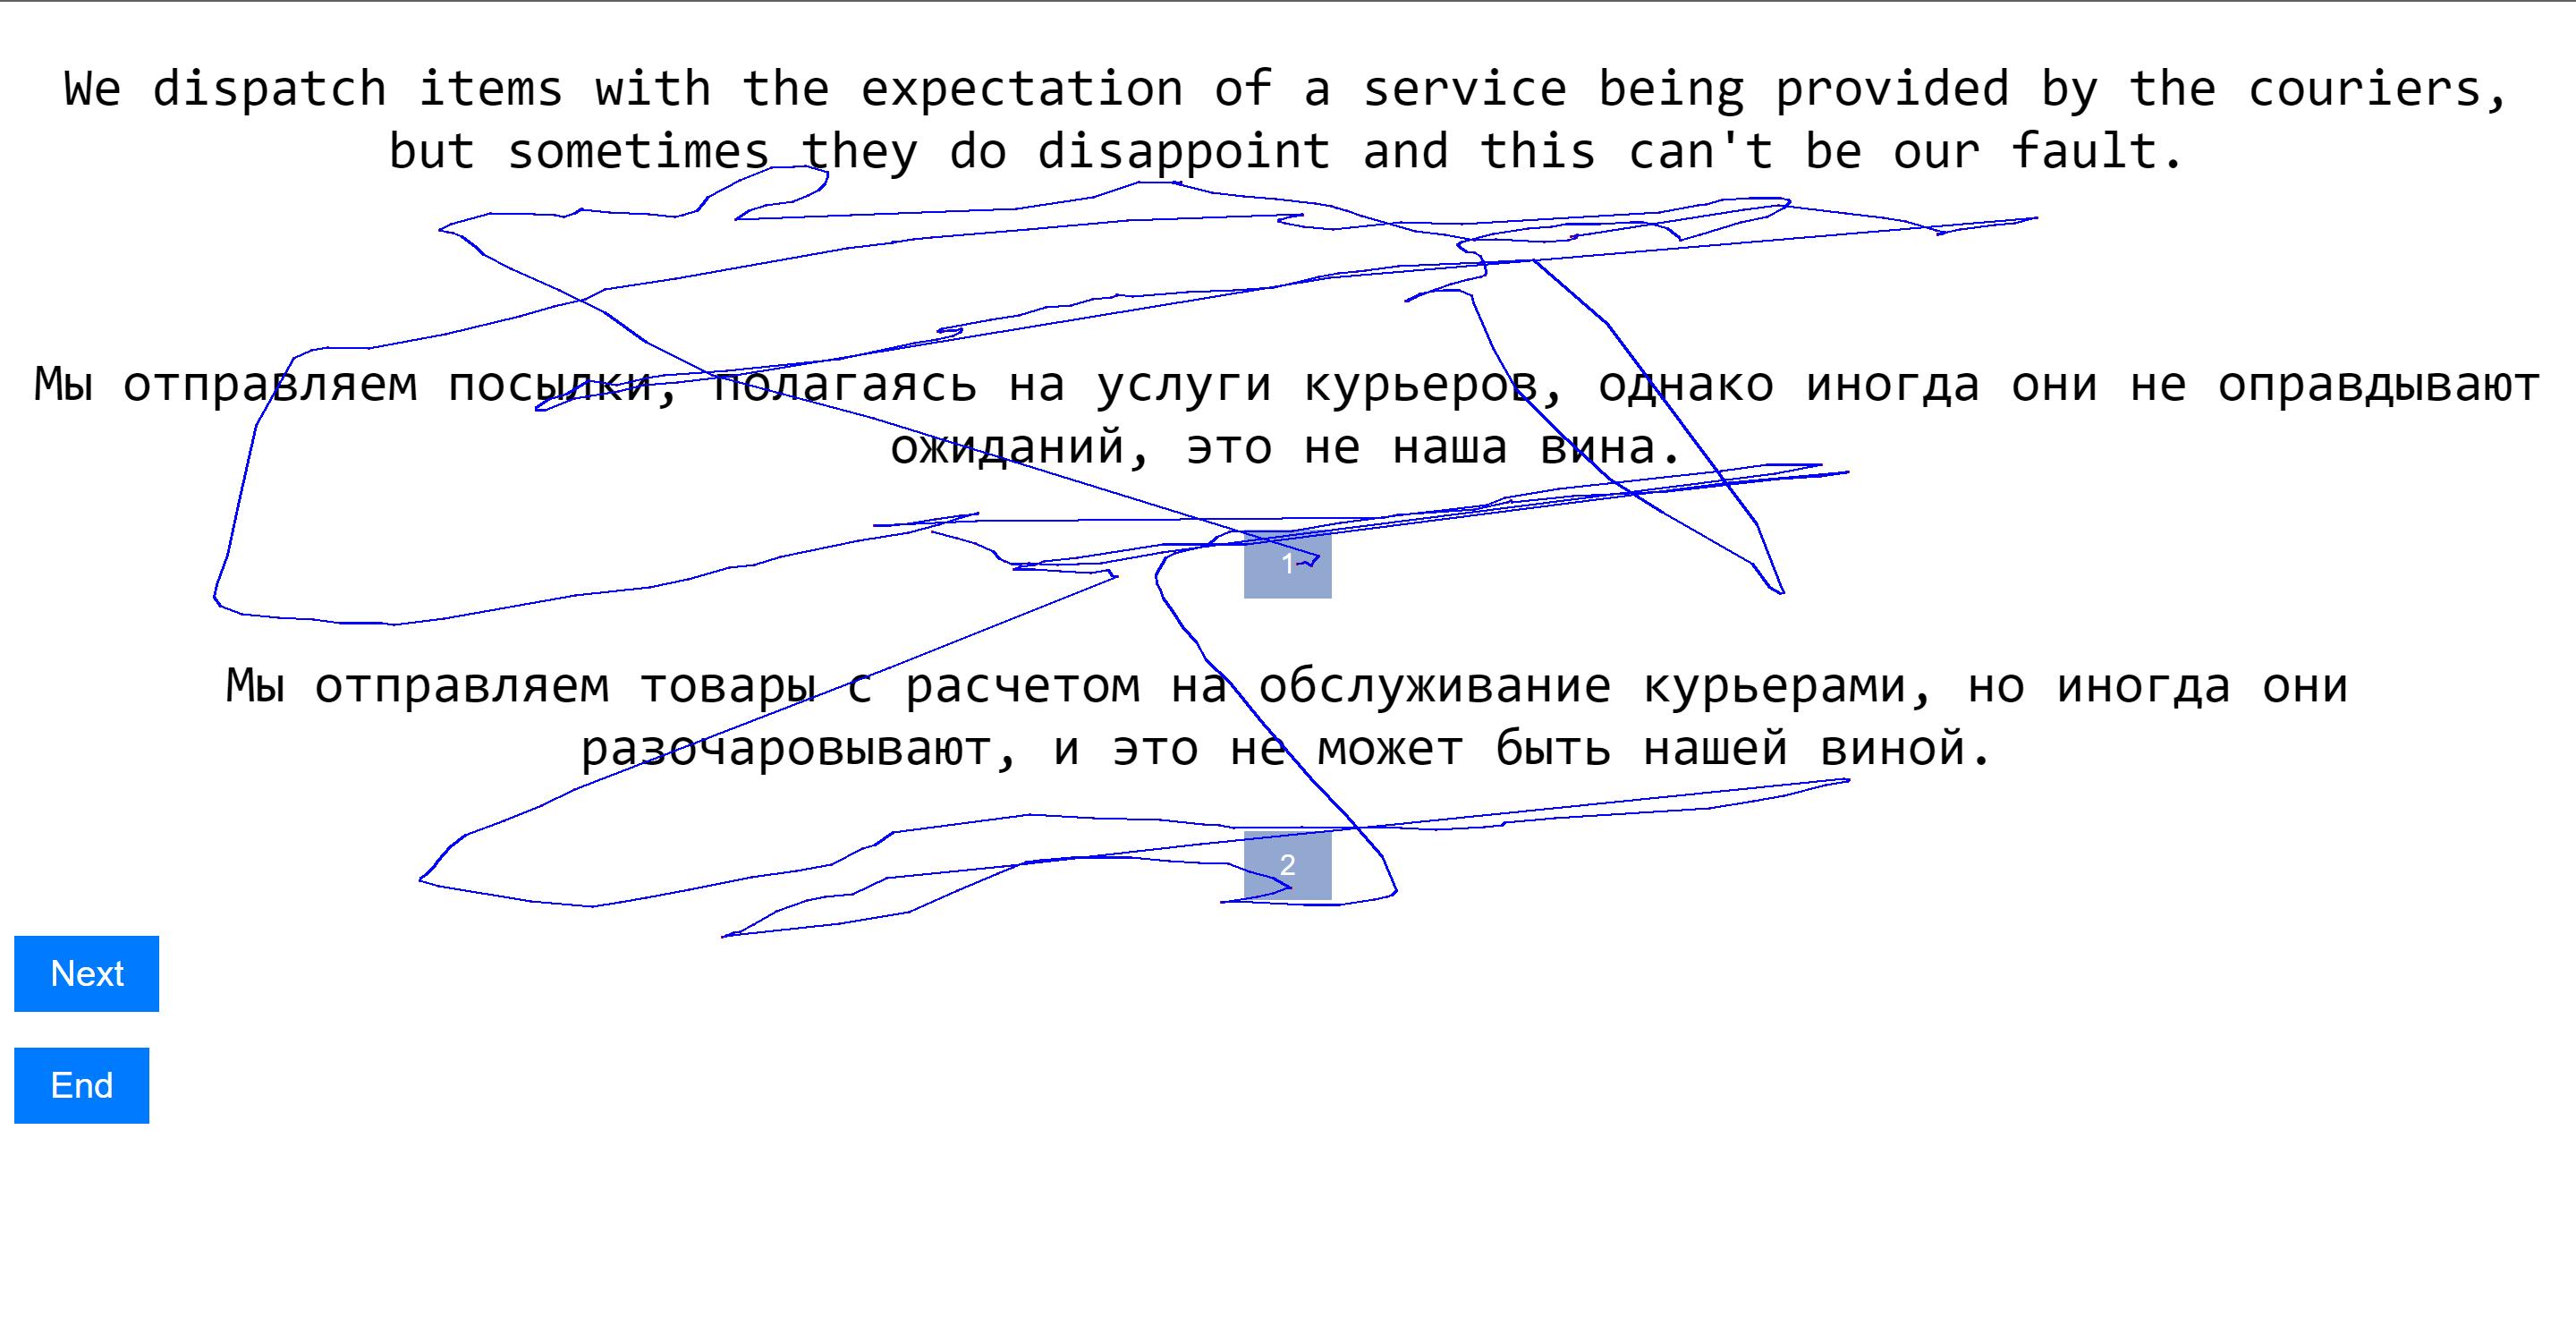 We dispatch items with the expectation of a service being provided by the couriers,
but sometimes they do disappoint and this can't be our fault.
Мы отправляем посылки, полагаясь на услуги курьеров, однако иногда они не оправдывают
ожиданий, это не наша вина.
1
Мы отправляем товары с расчетом на обслуживание курьерами, но иногда они
разочаровывают, и это не может быть нашей виной.
2
Next
End